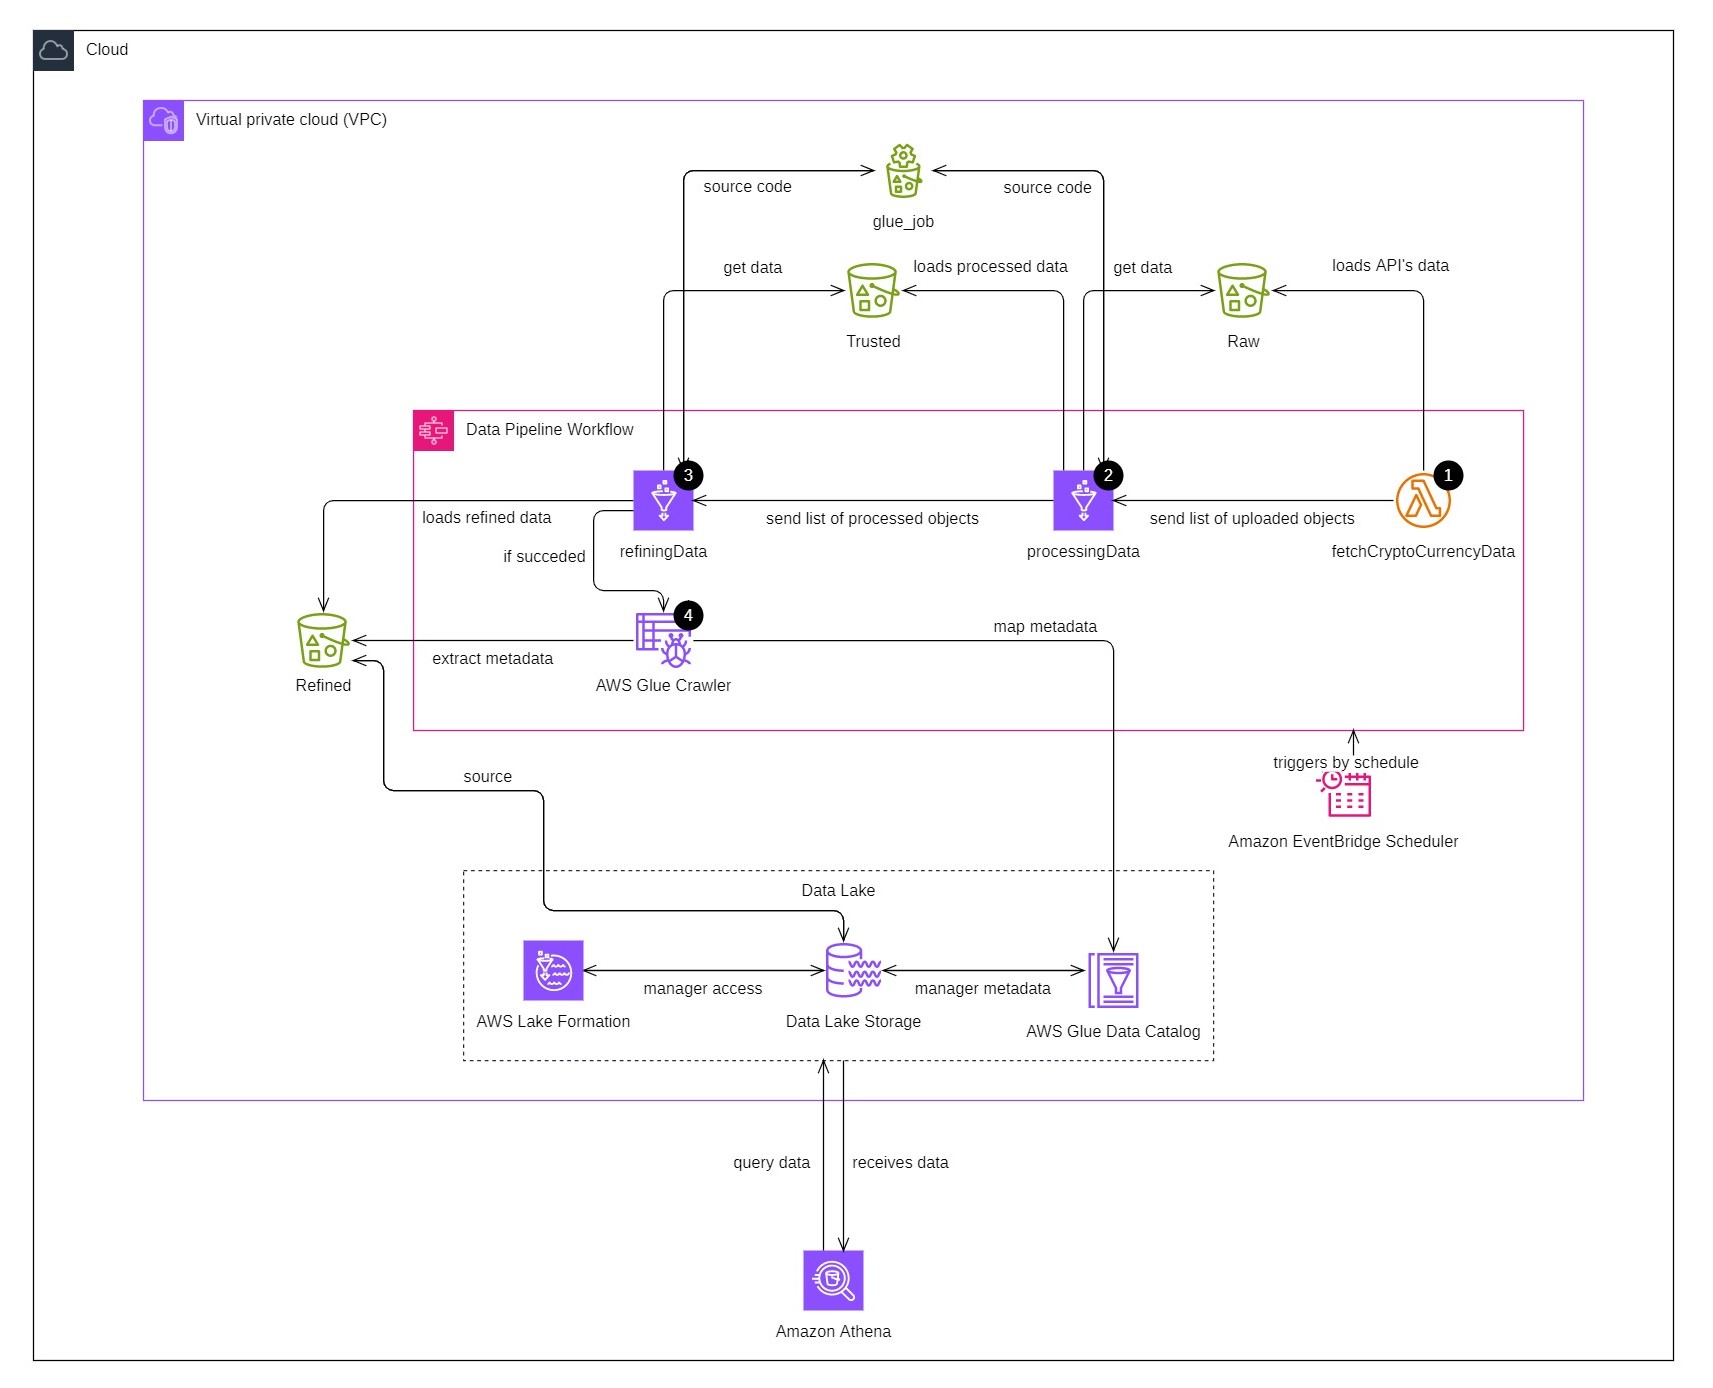 Cloud
Virtual private cloud (VPC)
source code
source code
glue_job
get data
loads processed data
get data
loads API's data
Trusted
Raw
Data Pipeline Workflow
3
2
1
loads refined data
send list of processed objects
send list of uploaded objects
if succeded
refiningData
processingData
fetchCryptoCurrencyData
4
map metadata
extract metadata
Refined
AWS Glue Crawler
triggers by schedule
source
Amazon EventBridge Scheduler
Data Lake
manager access
manager metadata
AWS Lake Formation
Data Lake Storage
AWS Glue Data Catalog
query data
receives data
Amazon Athena